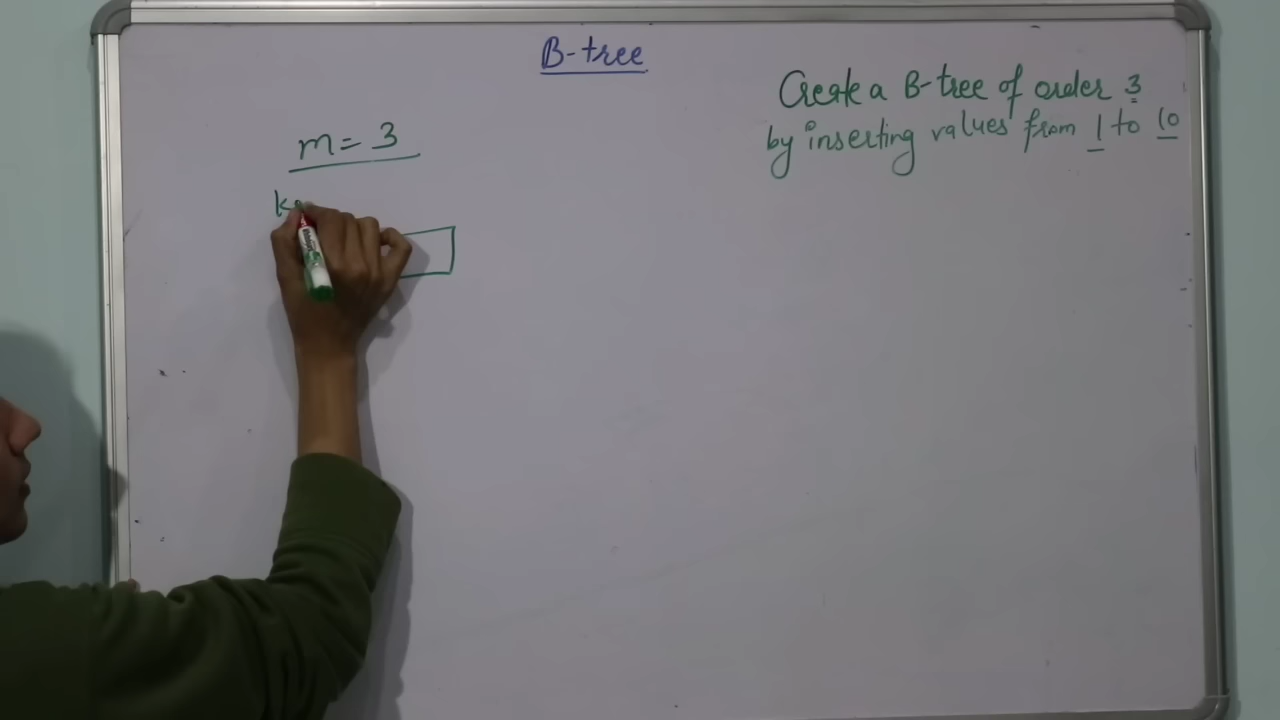 B-tree
Create a B-tree of order 3
by inserting values from 1 to 10
m = 3